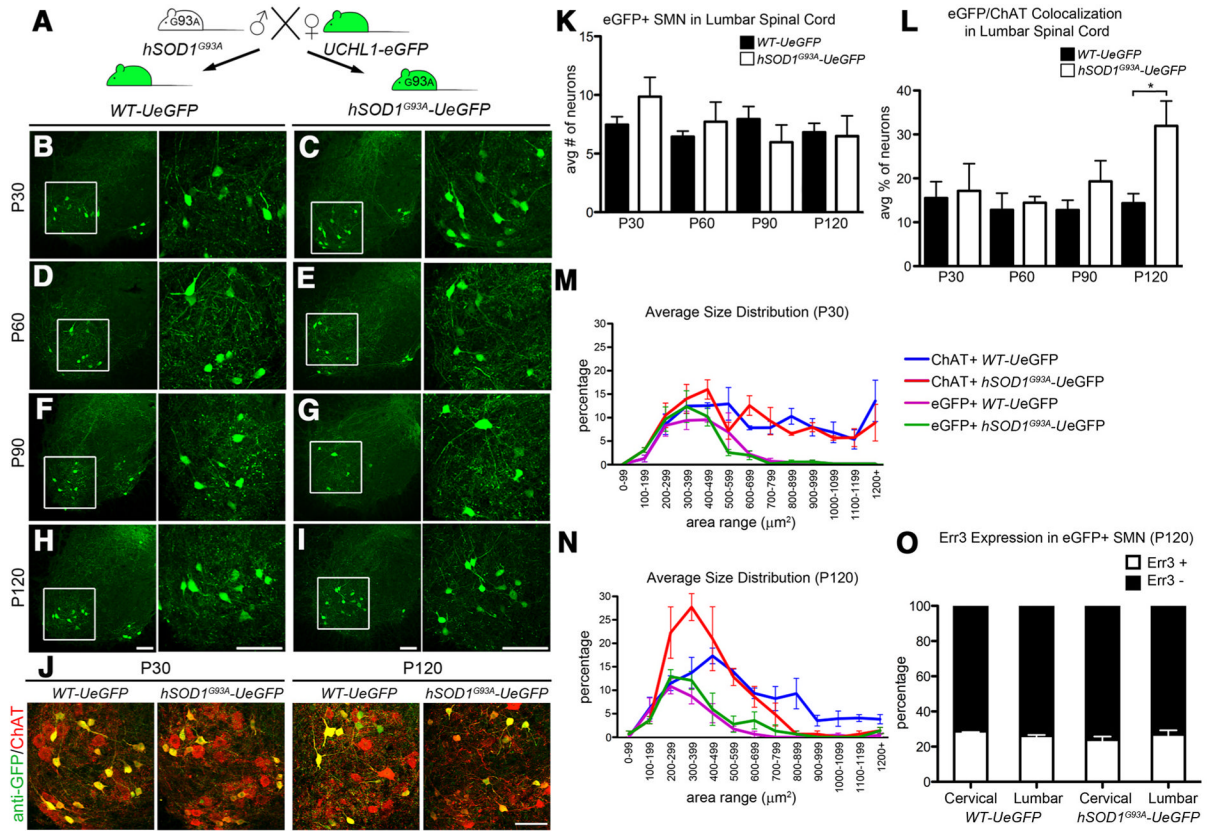 A
G93A
hSOD1G93A
UCHL1-eGFP
WT-UeGFP
G93A
hSOD1G93A-UeGFP
B
C
P30
D
E
P60
F
G
P90
H
I
P120
J
P30
P120
WT-UeGFP
hSOD1G93A-UeGFP
WT-UeGFP
hSOD1G93A-UeGFP
anti-GFP/ChAT
K
eGFP+ SMN in Lumbar Spinal Cord
WT-UeGFP
hSOD1G93A-UeGFP
avg # of neurons
15
10
5
0
P30 P60 P90 P120
L
eGFP/ChAT Colocalization
in Lumbar Spinal Cord
WT-UeGFP
hSOD1G93A-UeGFP
*
avg % of neurons
40
30
20
10
0
P30 P60 P90 P120
M
Average Size Distribution (P30)
percentage
30
25
20
15
10
5
0
0-99 100-199 200-299 300-399 400-499 500-599 600-699 700-799 800-899 900-999 1000-1099 1100-1199 1200+
area range (μm²)
ChAT+ WT-UeGFP
ChAT+ hSOD1G93A-UeGFP
eGFP+ WT-UeGFP
eGFP+ hSOD1G93A-UeGFP
N
Average Size Distribution (P120)
percentage
30
25
20
15
10
5
0
0-99 100-199 200-299 300-399 400-499 500-599 600-699 700-799 800-899 900-999 1000-1099 1100-1199 1200+
area range (μm²)
O
Err3 Expression in eGFP+ SMN (P120)
Err3 +
Err3 -
percentage
100
80
60
40
20
0
Cervical Lumbar Cervical Lumbar
WT-UeGFP hSOD1G93A-UeGFP